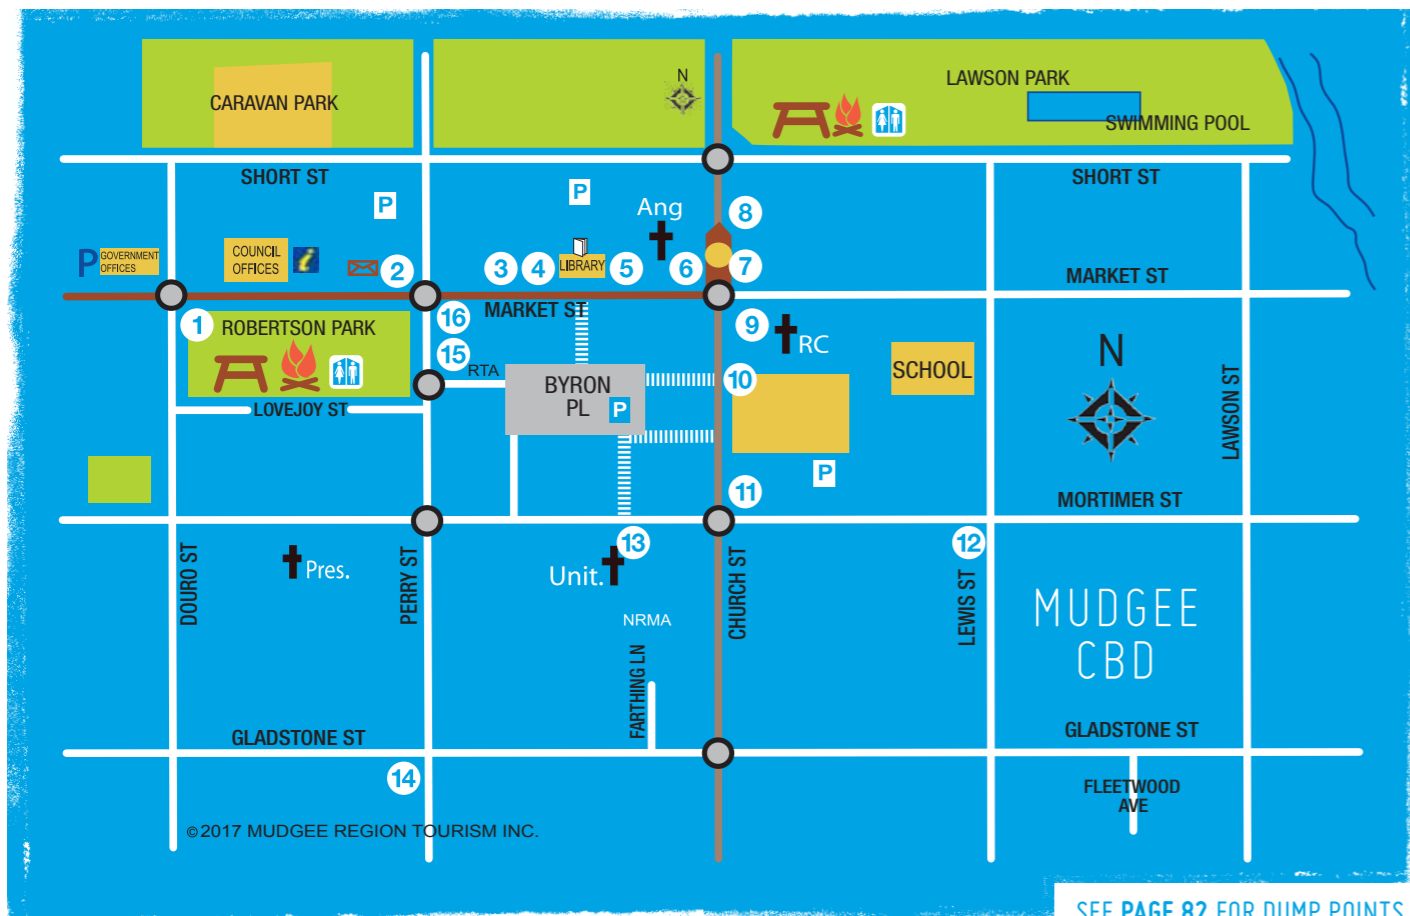 CARAVAN PARK
N
LAWSON PARK
SWIMMING POOL
SHORT ST
SHORT ST
P
P
Ang
8
P
GOVERNMENT
OFFICES
COUNCIL
OFFICES
i
2
3
4
LIBRARY
5
6
7
MARKET ST
MARKET ST
1
ROBERTSON PARK
16
9
RC
15
RTA
N
BYRON
PL
P
10
SCHOOL
LOVEJOY ST
LAWSON ST
P
11
MORTIMER ST
DOURO ST
Pres.
PERRY ST
Unit.
13
CHURCH ST
12
LEWIS ST
MUDGEE
CBD
NRMA
FARTHING LN
GLADSTONE ST
GLADSTONE ST
14
FLEETWOOD
AVE
©2017 MUDGEE REGION TOURISM INC.
SEE PAGE 82 FOR DUMP POINTS